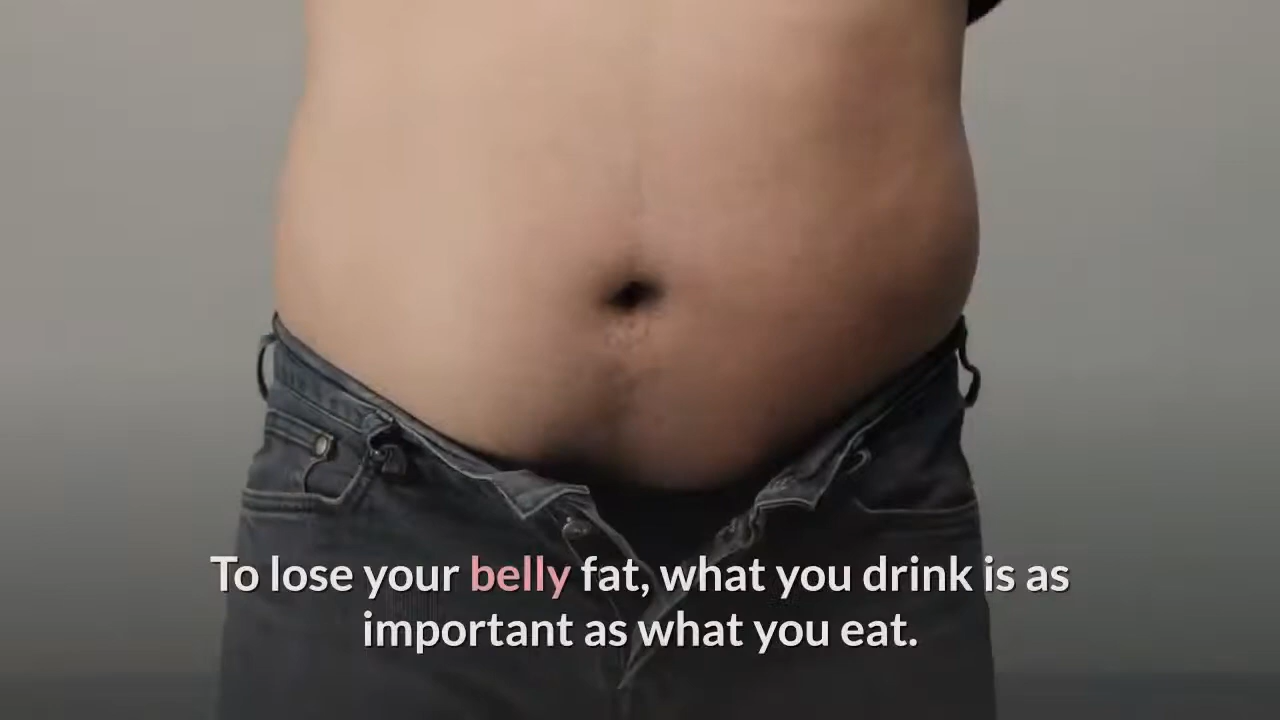 To lose your belly fat, what you drink is as
important as what you eat.